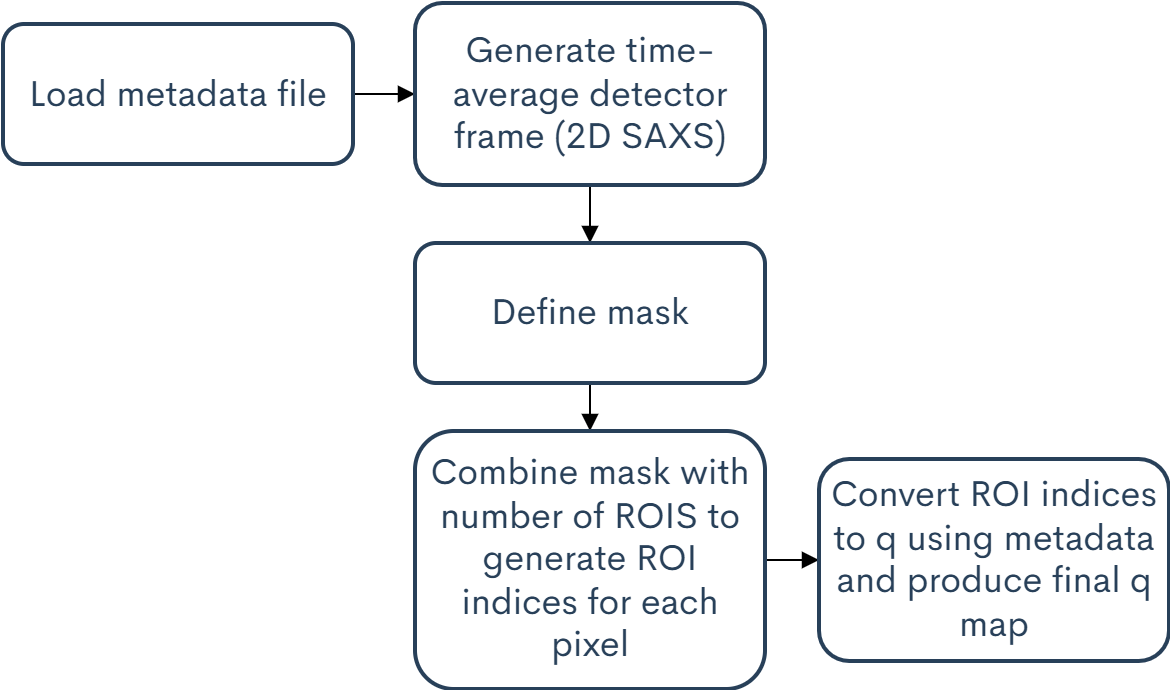 Load metadata file
Generate time-
average detector
frame (2D SAXS)
Define mask
Combine mask with
number of ROIS to
generate ROI
indices for each
pixel
Convert ROI indices
to q using metadata
and produce final q
map